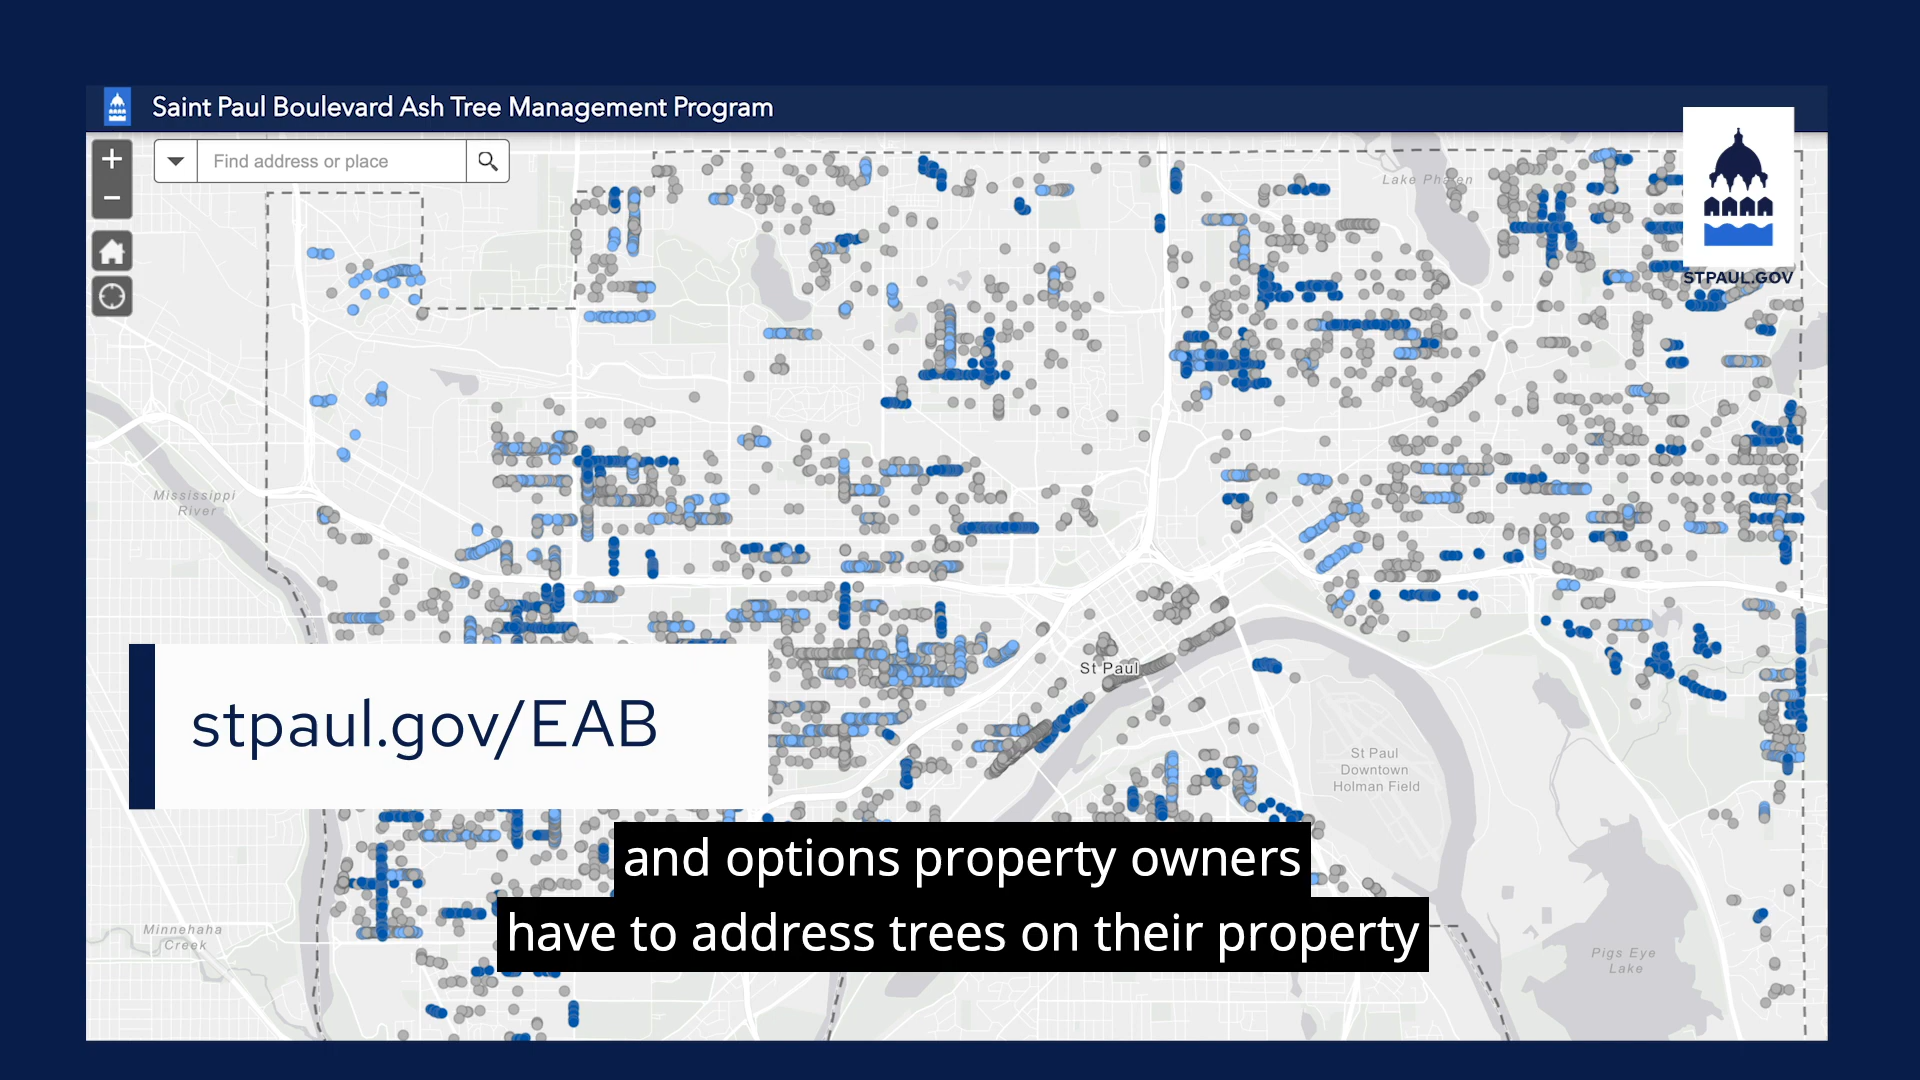 Saint Paul Boulevard Ash Tree Management Program
Find address or place
Lake Phalen
STPAUL.GOV
Mississippi
River
St Paul
stpaul.gov/EAB
St Paul
Downtown
Holman Field
and options property owners
have to address trees on their property
Minnehaha
Creek
Pigs Eye
Lake